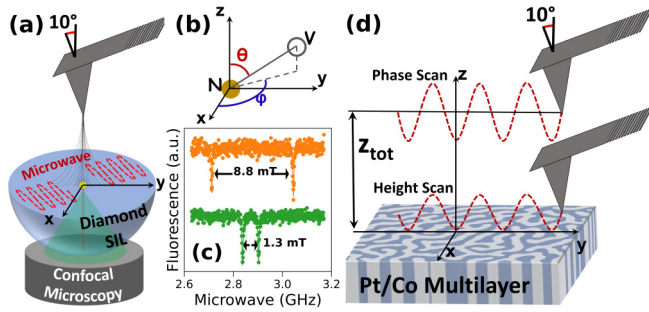 (a)
10°
Microwave
y
x
Diamond
SIL
Confocal
Microscopy
(b)
z
θ
V
N
y
φ
x
Fluorescence (a.u.)
8.8 mT
1.3 mT
(c)
2.6 2.8 3.0 3.2
Microwave (GHz)
(d)
10°
Phase Scan
z
z_tot
Height Scan
x
y
Pt/Co Multilayer